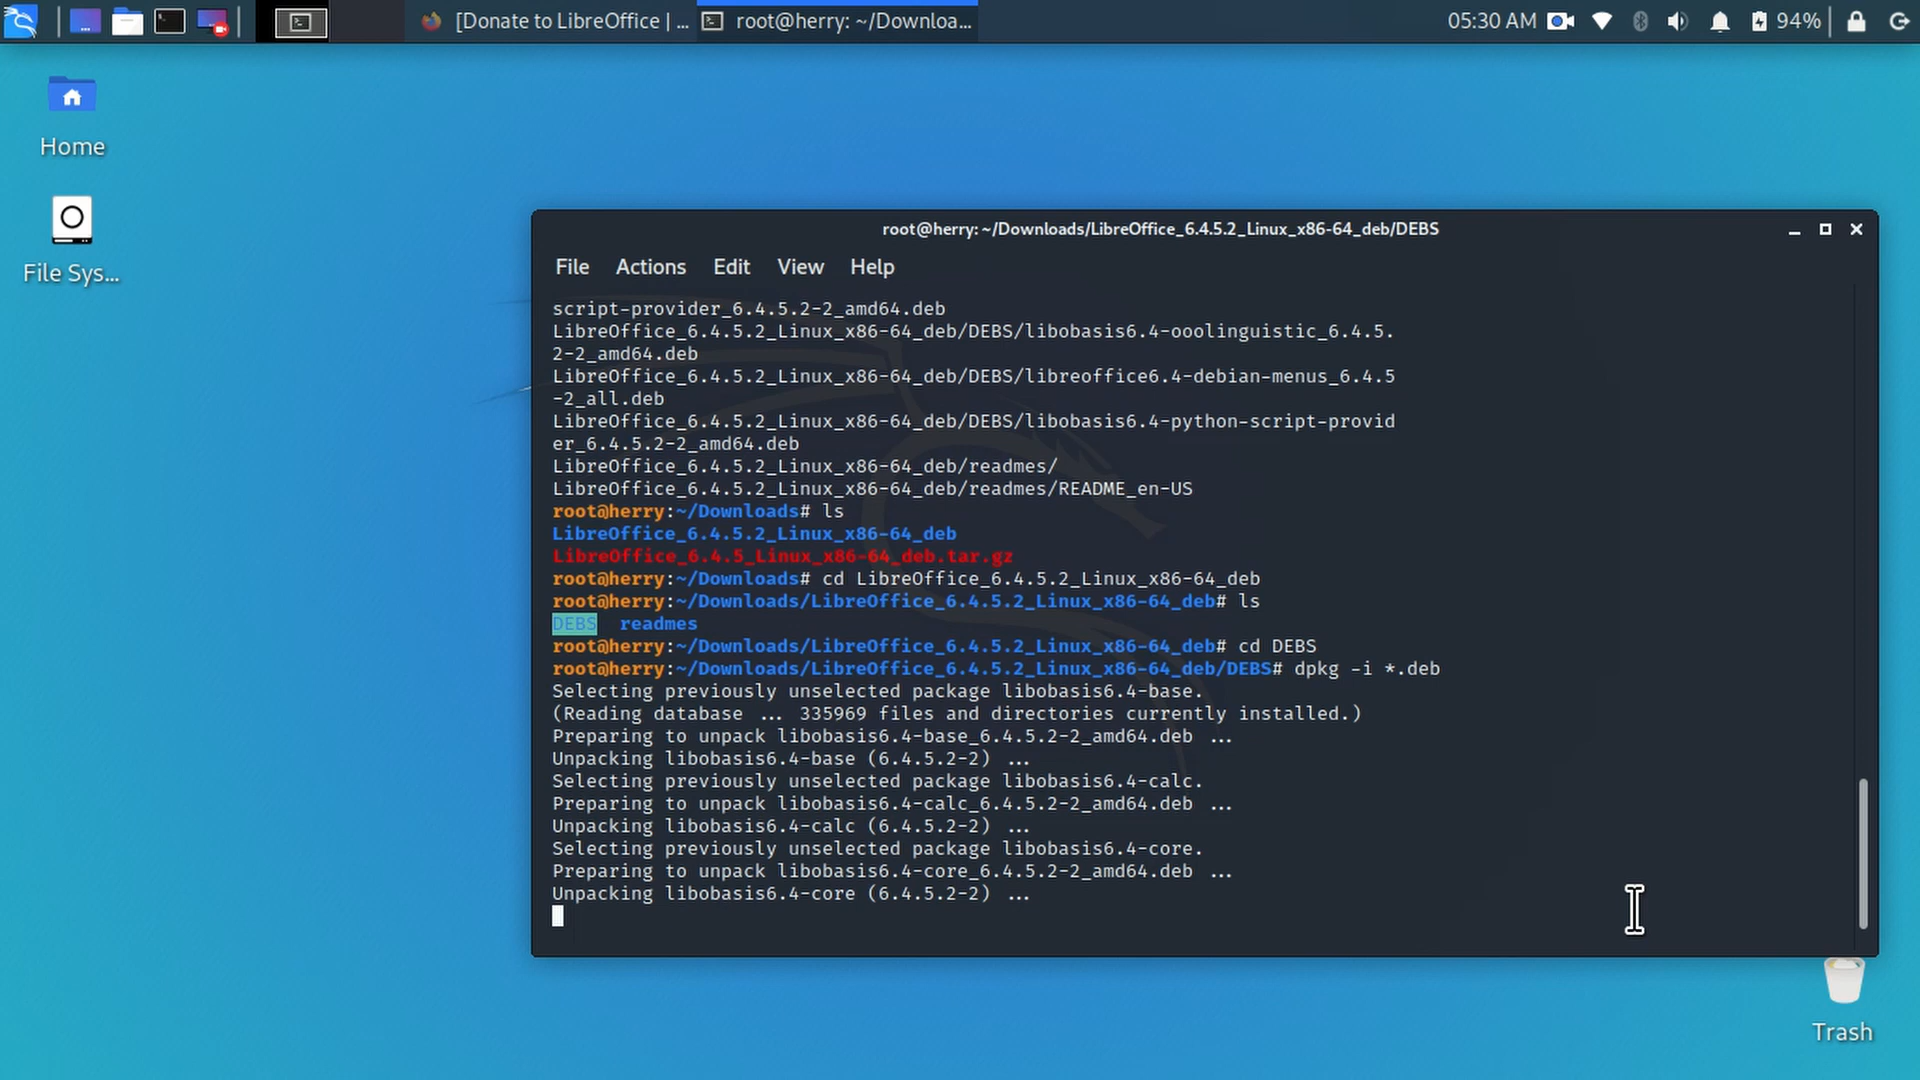 [Donate to LibreOffice | ...
root@herry: ~/Downloa...
05:30 AM
94%
Home
File Sys...
root@herry: ~/Downloads/LibreOffice_6.4.5.2_Linux_x86-64_deb/DEBS
File Actions Edit View Help
script-provider_6.4.5.2-2_amd64.deb
LibreOffice_6.4.5.2_Linux_x86-64_deb/DEBS/libobasis6.4-ooolinguistic_6.4.5.
2-2_amd64.deb
LibreOffice_6.4.5.2_Linux_x86-64_deb/DEBS/libreoffice6.4-debian-menus_6.4.5
-2_all.deb
LibreOffice_6.4.5.2_Linux_x86-64_deb/DEBS/libobasis6.4-python-script-provid
er_6.4.5.2-2_amd64.deb
LibreOffice_6.4.5.2_Linux_x86-64_deb/readmes/
LibreOffice_6.4.5.2_Linux_x86-64_deb/readmes/README_en-US
root@herry:~/Downloads# ls
LibreOffice_6.4.5.2_Linux_x86-64_deb
LibreOffice_6.4.5_Linux_x86-64_deb.tar.gz
root@herry:~/Downloads# cd LibreOffice_6.4.5.2_Linux_x86-64_deb
root@herry:~/Downloads/LibreOffice_6.4.5.2_Linux_x86-64_deb# ls
DEBS readmes
root@herry:~/Downloads/LibreOffice_6.4.5.2_Linux_x86-64_deb# cd DEBS
root@herry:~/Downloads/LibreOffice_6.4.5.2_Linux_x86-64_deb/DEBS# dpkg -i *.deb
Selecting previously unselected package libobasis6.4-base.
(Reading database ... 335969 files and directories currently installed.)
Preparing to unpack libobasis6.4-base_6.4.5.2-2_amd64.deb ...
Unpacking libobasis6.4-base (6.4.5.2-2) ...
Selecting previously unselected package libobasis6.4-calc.
Preparing to unpack libobasis6.4-calc_6.4.5.2-2_amd64.deb ...
Unpacking libobasis6.4-calc (6.4.5.2-2) ...
Selecting previously unselected package libobasis6.4-core.
Preparing to unpack libobasis6.4-core_6.4.5.2-2_amd64.deb ...
Unpacking libobasis6.4-core (6.4.5.2-2) ...
Trash